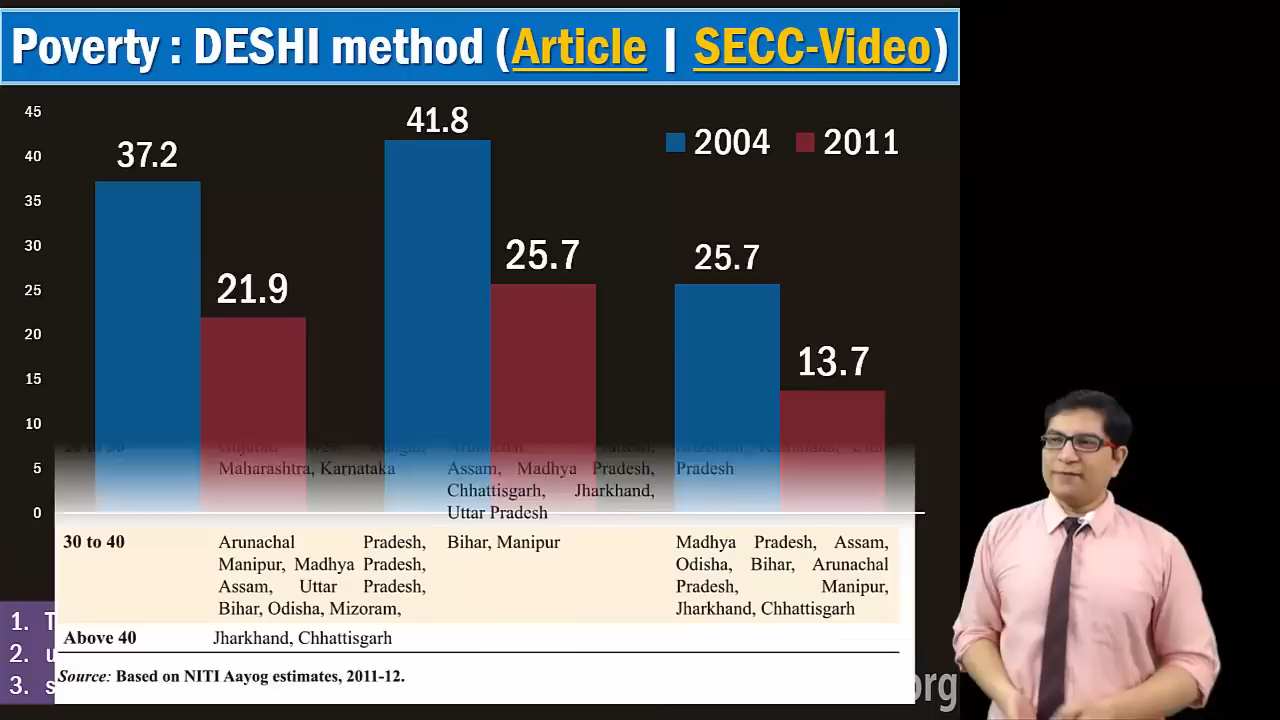 Poverty : DESHI method (Article | SECC-Video)
45
40
35
30
25
20
15
10
5
0
37.2
21.9
41.8
25.7
25.7
13.7
2004
2011
Maharashtra, Karnataka
Assam, Madhya Pradesh,
Chhattisgarh, Jharkhand,
Uttar Pradesh
Pradesh
30 to 40
Arunachal Pradesh,
Manipur, Madhya Pradesh,
Assam, Uttar Pradesh,
Bihar, Odisha, Mizoram,
Bihar, Manipur
Madhya Pradesh, Assam,
Odisha, Bihar, Arunachal
Pradesh, Manipur,
Jharkhand, Chhattisgarh
Above 40
Jharkhand, Chhattisgarh
Source: Based on NITI Aayog estimates, 2011-12.
1.
2.
3.
org